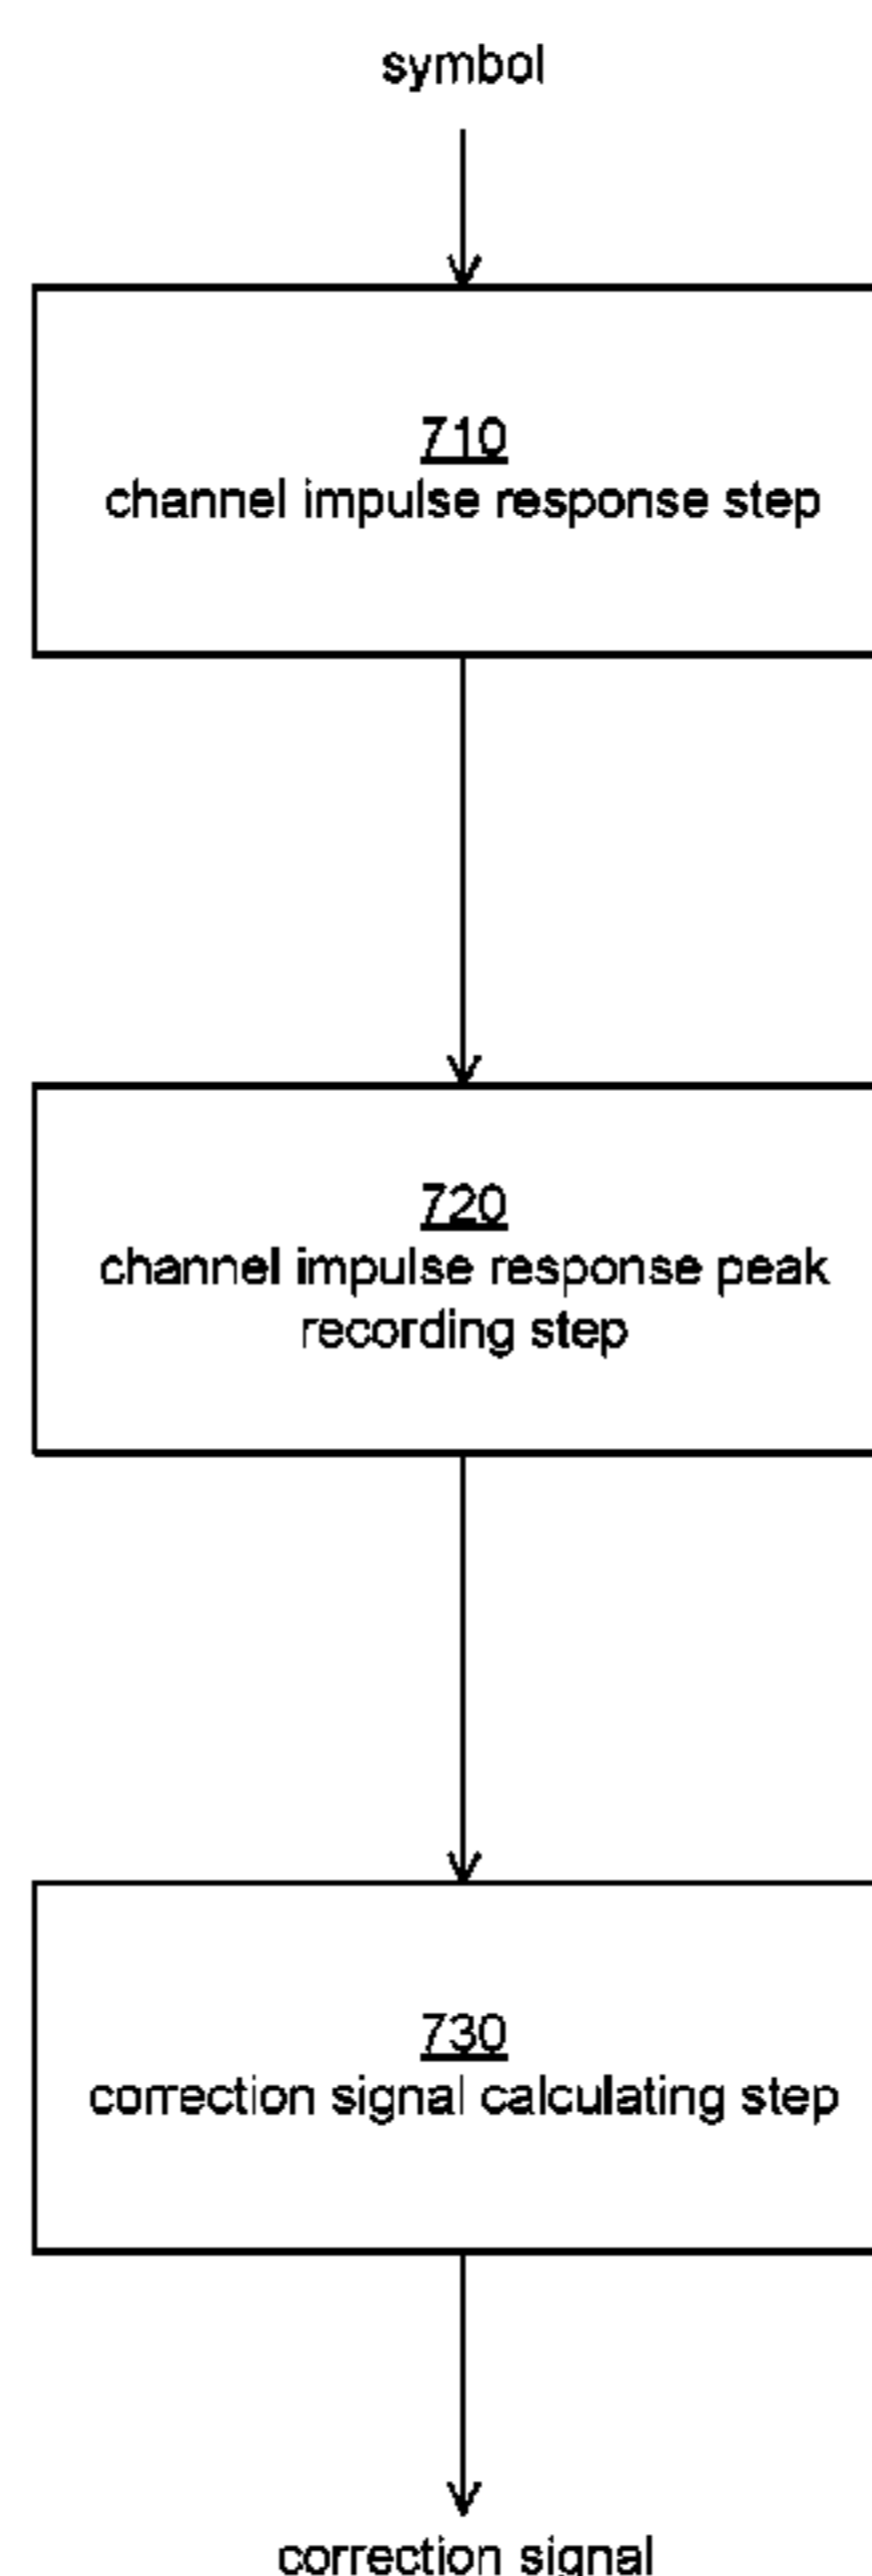 symbol
710
channel impulse response step
720
channel impulse response peak
recording step
730
correction signal calculating step
correction signal